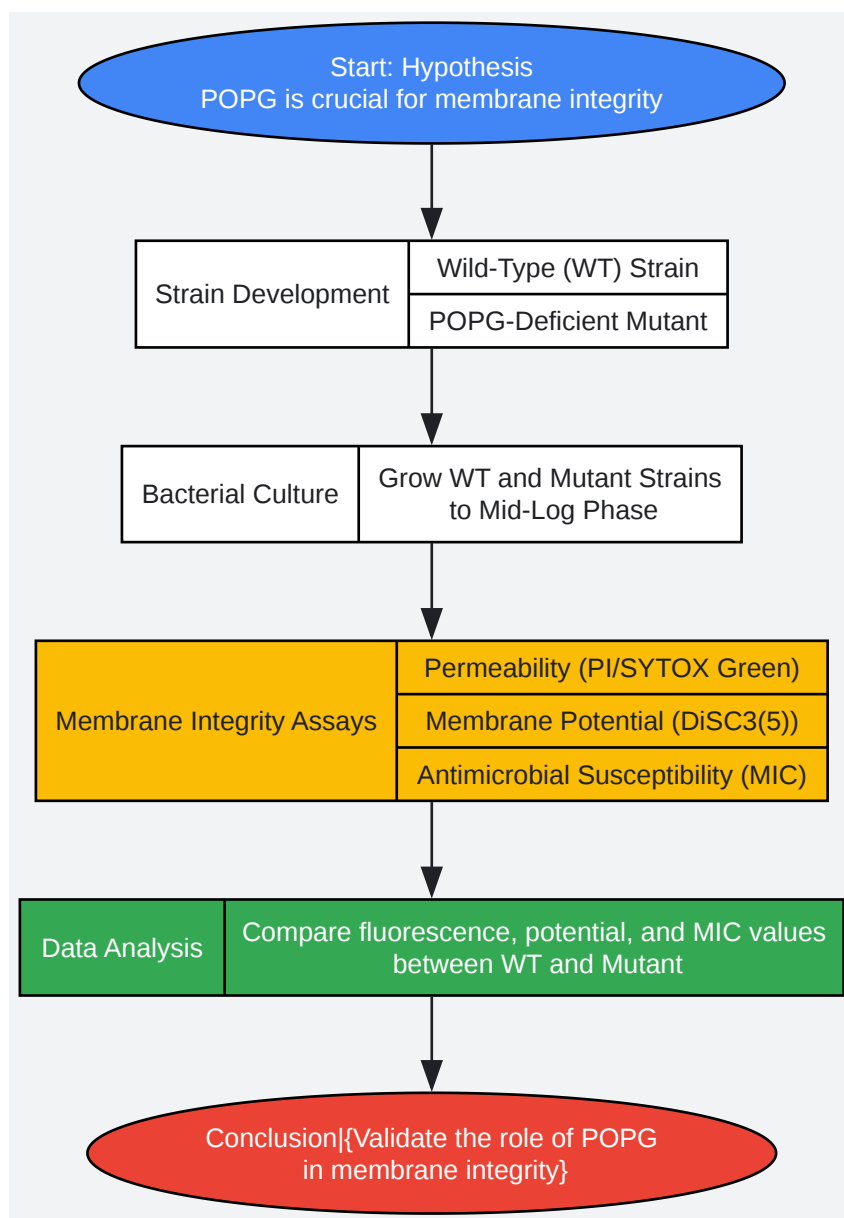 Start: Hypothesis
POPG is crucial for membrane integrity
Strain Development
Wild-Type (WT) Strain
POPG-Deficient Mutant
Bacterial Culture
Grow WT and Mutant Strains
to Mid-Log Phase
Membrane Integrity Assays
Permeability (PI/SYTOX Green)
Membrane Potential (DiSC3(5))
Antimicrobial Susceptibility (MIC)
Data Analysis
Compare fluorescence, potential, and MIC values
between WT and Mutant
Conclusion|{Validate the role of POPG
in membrane integrity}